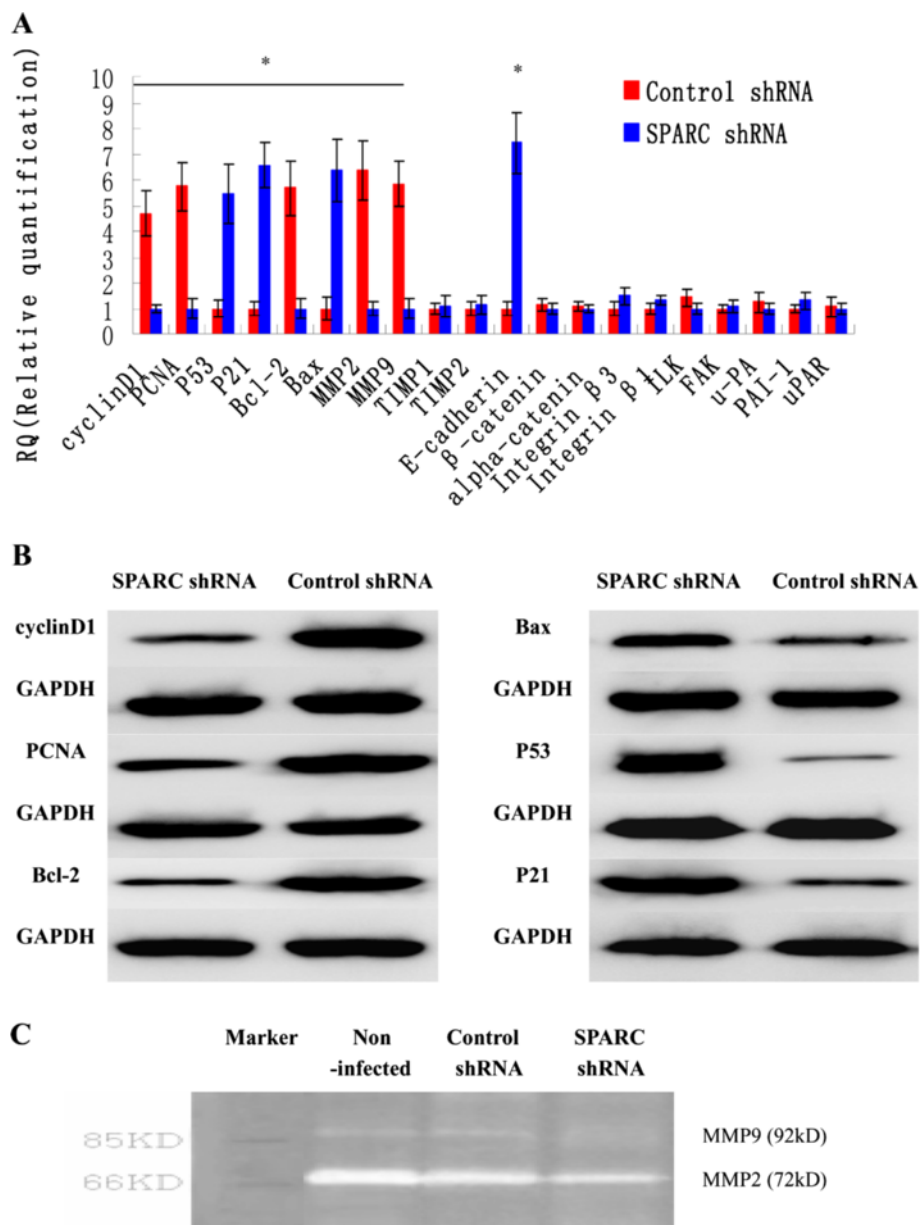 A
*
*
RQ(Relative quantification)
10
9
8
7
6
5
4
3
2
1
0
Control shRNA
SPARC shRNA
cyclinD1
PCNA
P53
P21
Bcl-2
Bax
MMP2
MMP9
TIMP1
TIMP2
E-cadherin
β-catenin
alpha-catenin
Integrin β3
Integrin β1
ILK
FAK
u-PA
PAI-1
uPAR
B
SPARC shRNA Control shRNA
cyclinD1
GAPDH
PCNA
GAPDH
Bcl-2
GAPDH
SPARC shRNA Control shRNA
Bax
GAPDH
P53
GAPDH
P21
GAPDH
C
Marker Non Control SPARC
-infected shRNA shRNA
85KD
66KD
MMP9 (92kD)
MMP2 (72kD)